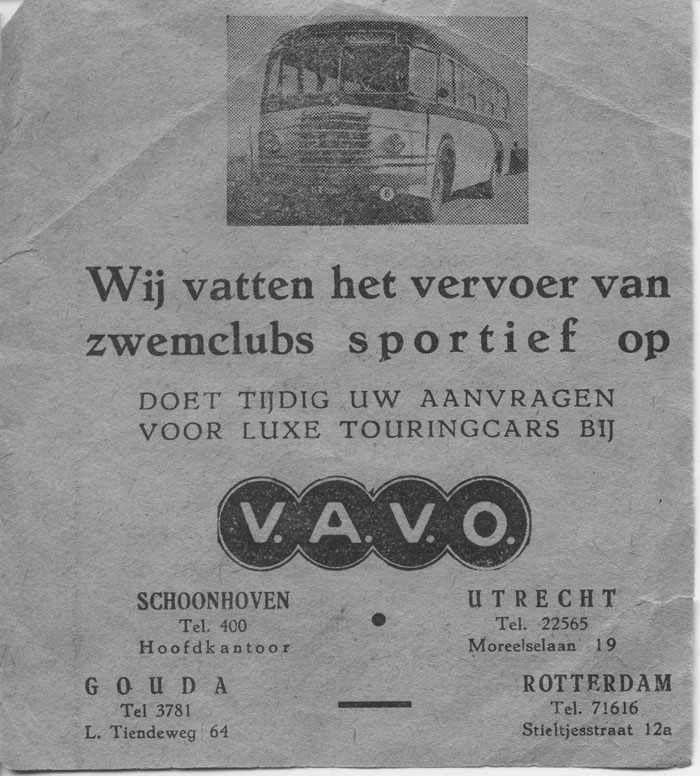 Wij vatten het vervoer van
zwemclubs sportief op
DOET TIJDIG UW AANVRAGEN
VOOR LUXE TOURINGCARS BIJ
V.A.V.O.
SCHOONHOVEN
Tel. 400
Hoofdkantoor
UTRECHT
Tel. 22565
Moreelselaan 19
GOUDA
Tel 3781
L. Tiendeweg 64
ROTTERDAM
Tel. 71616
Stieltjesstraat 12a